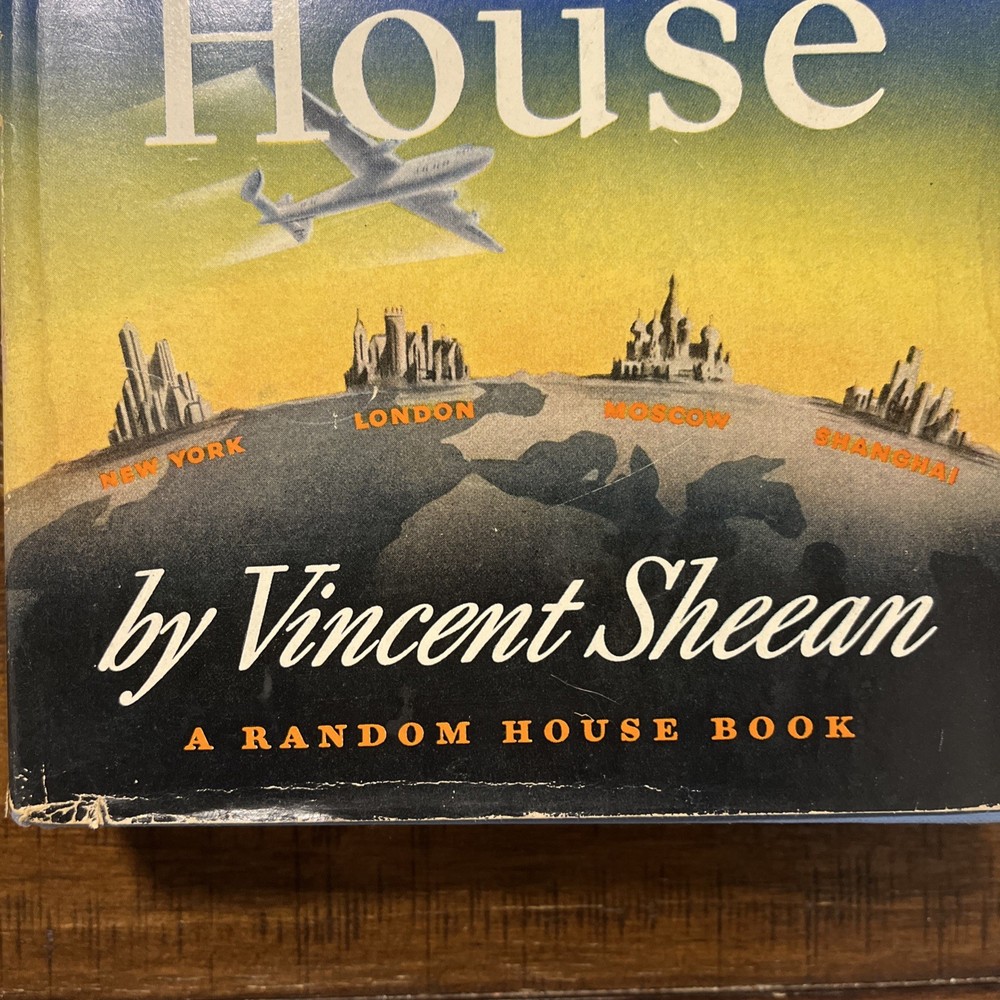 House
NEW YORK
LONDON
MOSCOW
SHANGHAI
by Vincent Sheean
A RANDOM HOUSE BOOK